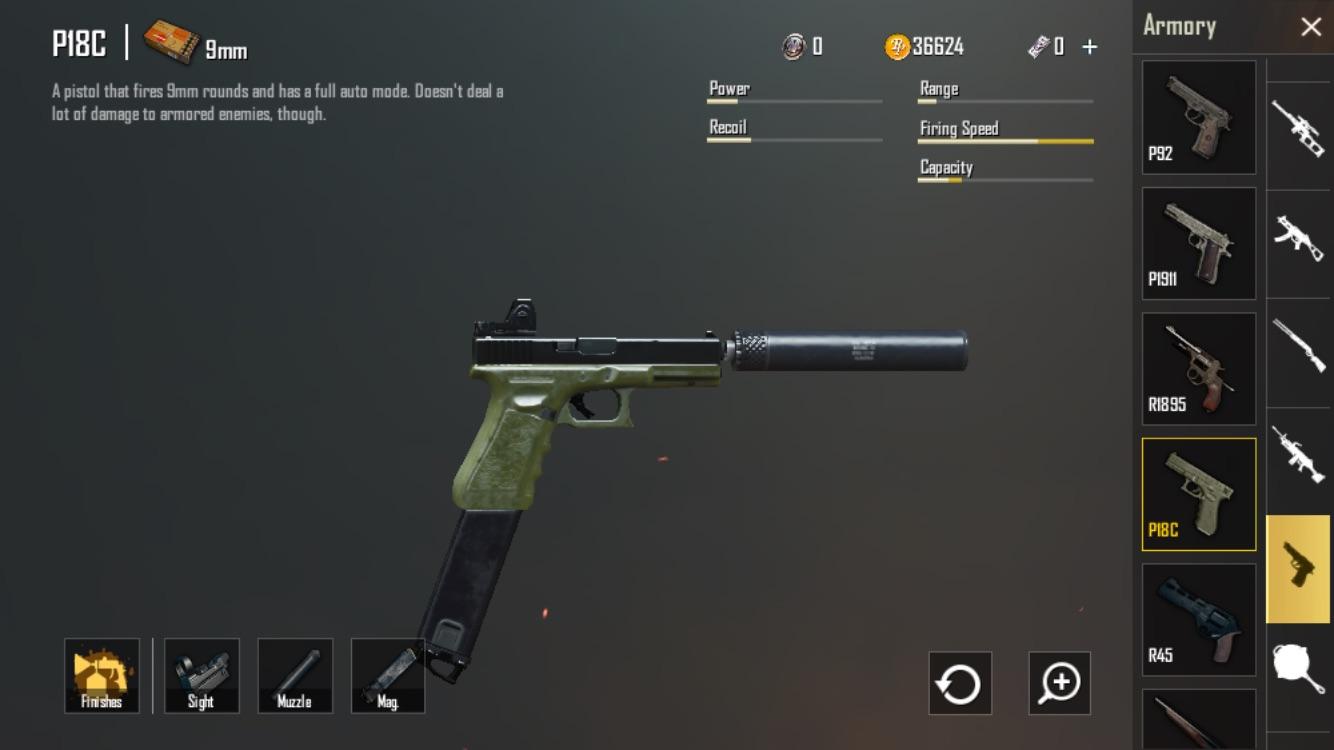 P18C
9mm
0
36624
0
Armory
A pistol that fires 9mm rounds and has a full auto mode. Doesn't deal a
lot of damage to armored enemies, though.
Power
Range
Recoil
Firing Speed
Capacity
P92
P1911
R1895
P18C
R45
Finishes
Sight
Muzzle
Mag.